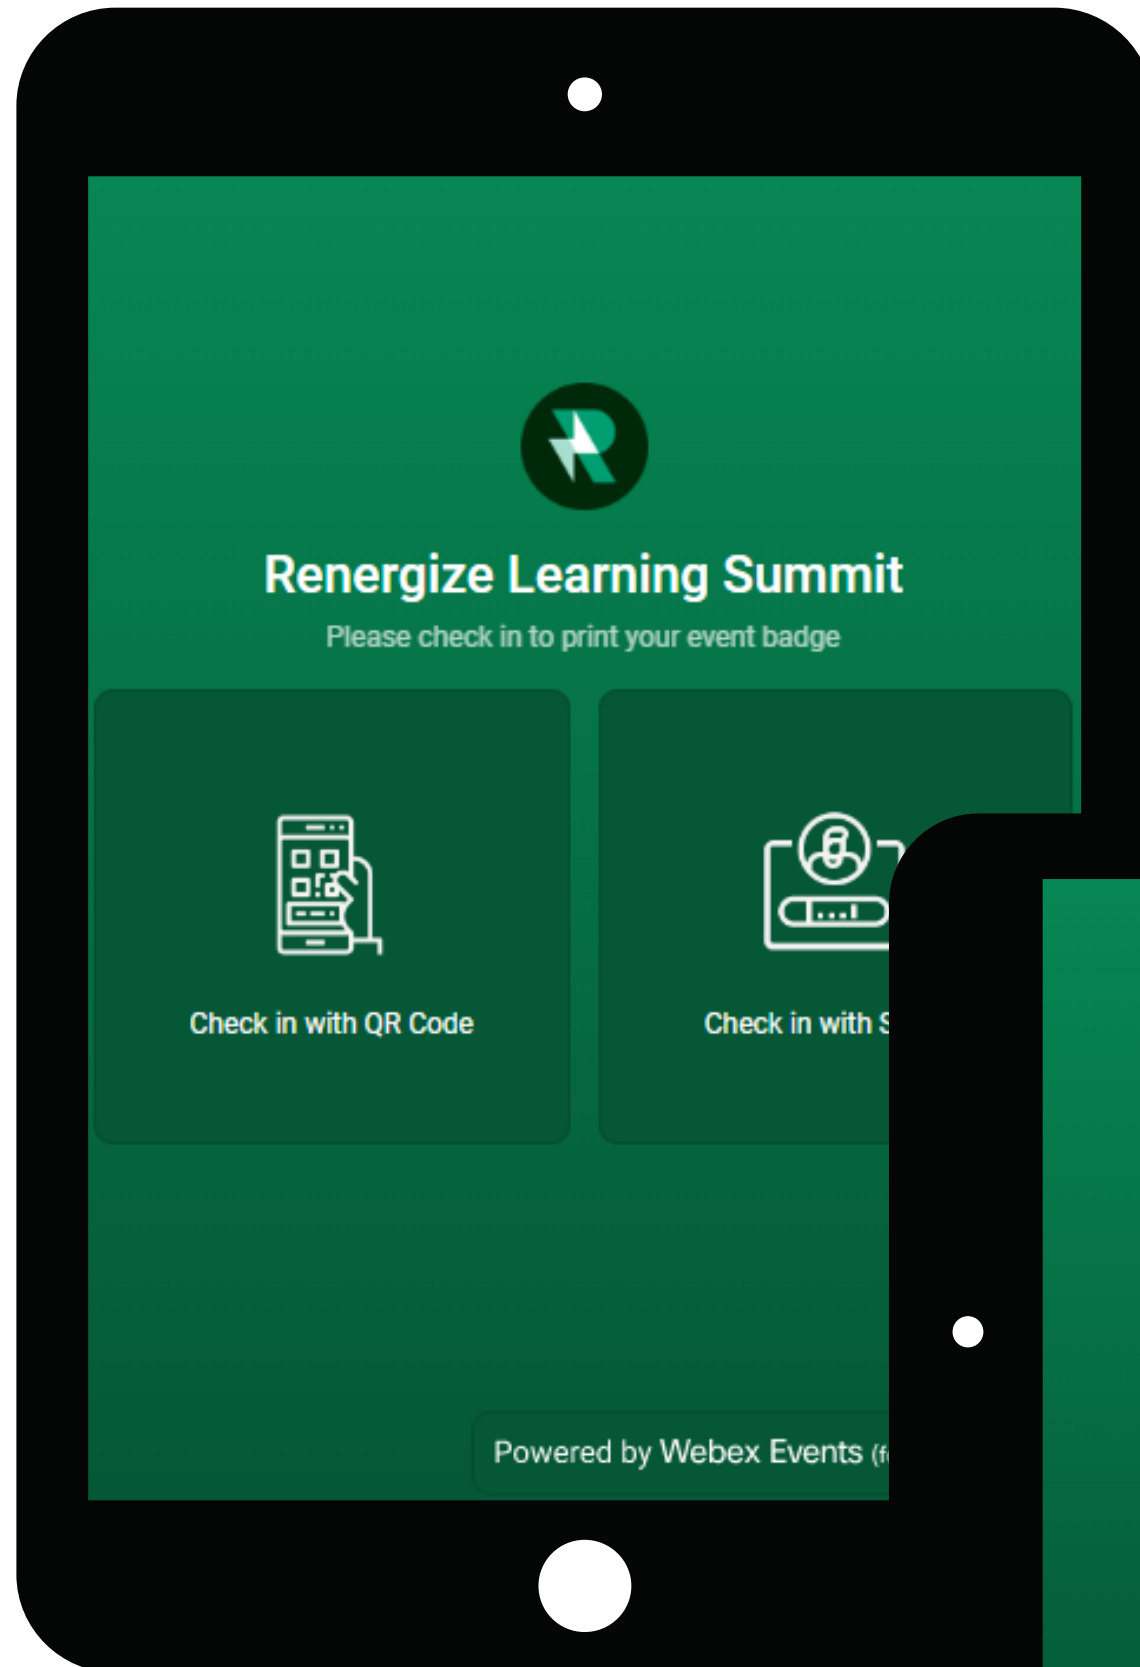 Renergize Learning Summit
Please check in to print your event badge
Check in with QR Code
Check in with
Powered by Webex Events